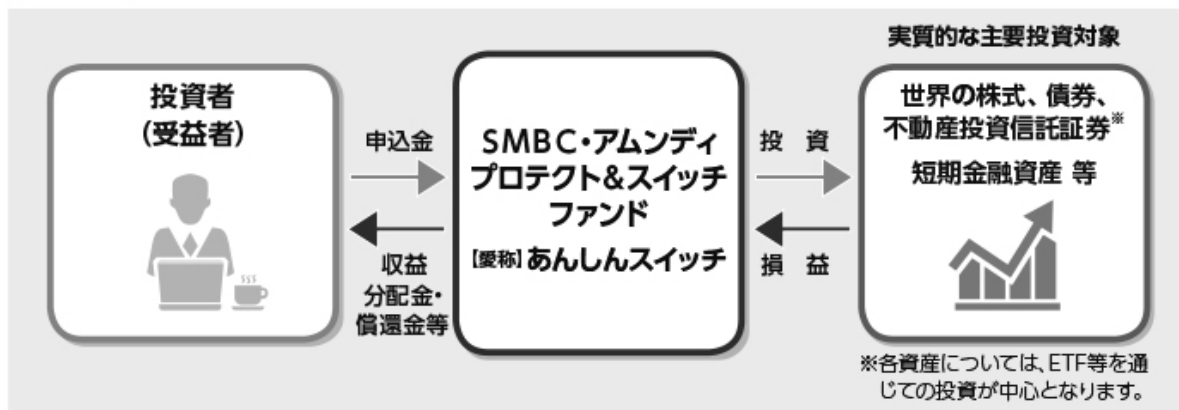 実質的な主要投資対象
投資者
(受益者)
申込金
収益
分配金・
償還金等
SMBC・アムンディ
プロテクト&スイッチ
ファンド
【愛称】あんしんスイッチ
投 資
損 益
世界の株式、債券、
不動産投資信託証券※
短期金融資産 等
※各資産については、ETF等を通
じての投資が中心となります。